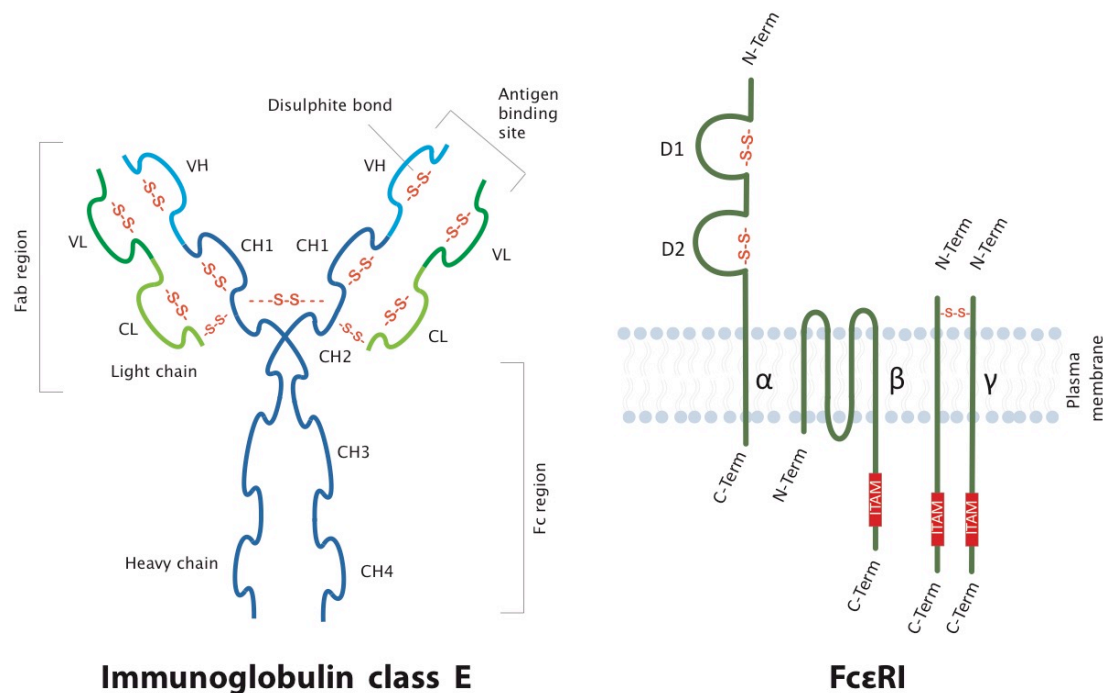 N-Term
Disulphite bond
Antigen
binding
site
VH
VH
-S-S-
-S-S-
-S-S-
D1
Fab region
CH1
CH1
-S-S-
-S-S-
-S-S-
D2
VL
VL
-S-S-
-S-S-
N-Term
N-Term
---S-S----
-S-S-
-S-S-
-S-S-
-S-S-
-S-S-
CL
CL
CH2
Light chain
α
β
γ
Plasma
membrane
CH3
C-Term
N-Term
Fc region
ITAM
ITAM
ITAM
Heavy chain
CH4
C-Term
C-Term
C-Term
Immunoglobulin class E
FcεRI